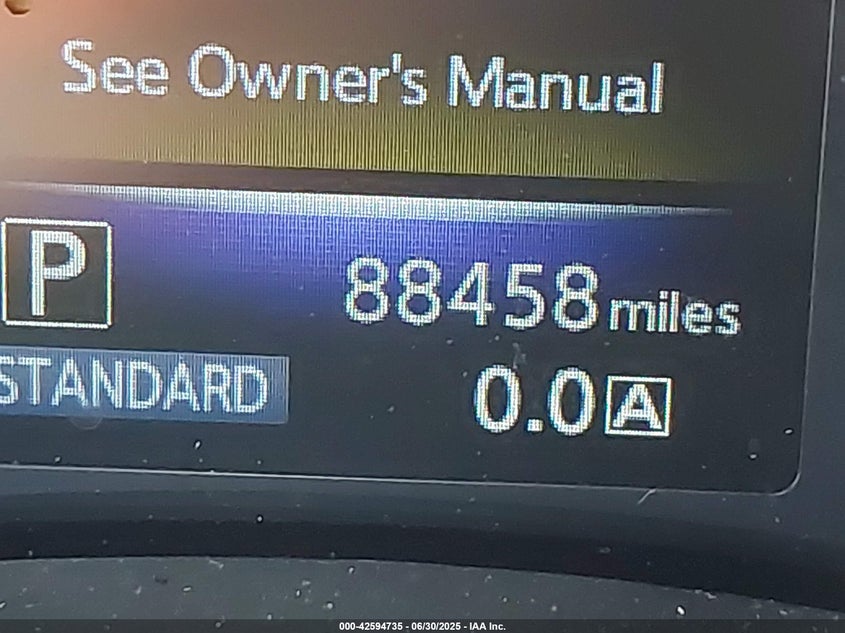 See Owner's Manual
P
88458 miles
STANDARD
0.0 A
000-42594735 - 06/30/2025 - IAA Inc.